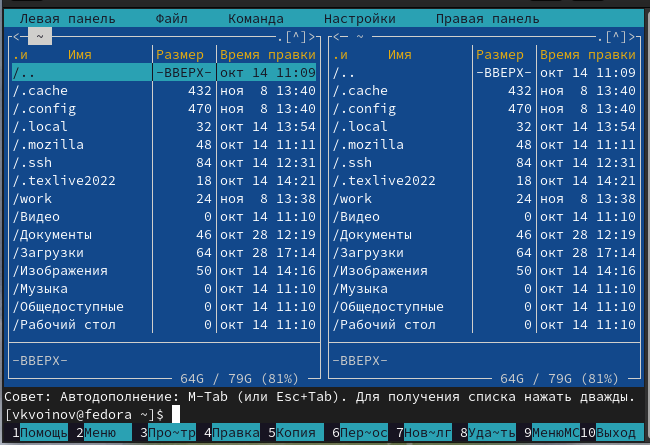 Левая панель Файл Команда Настройки Правая панель
<─ ~ .[^]> <─ ~ .[^]>
.и Имя Размер Время правки .и Имя Размер Время правки
/.. -ВВЕРХ- окт 14 11:09 /.. -ВВЕРХ- окт 14 11:09
/.cache 432 ноя 8 13:40 /.cache 432 ноя 8 13:40
/.config 470 ноя 8 13:40 /.config 470 ноя 8 13:40
/.local 32 окт 14 13:54 /.local 32 окт 14 13:54
/.mozilla 48 окт 14 11:11 /.mozilla 48 окт 14 11:11
/.ssh 84 окт 14 12:31 /.ssh 84 окт 14 12:31
/.texlive2022 18 окт 14 14:21 /.texlive2022 18 окт 14 14:21
/work 24 ноя 8 13:38 /work 24 ноя 8 13:38
/Видео 0 окт 14 11:10 /Видео 0 окт 14 11:10
/Документы 46 окт 28 12:19 /Документы 46 окт 28 12:19
/Загрузки 64 окт 28 17:14 /Загрузки 64 окт 28 17:14
/Изображения 50 окт 14 14:16 /Изображения 50 окт 14 14:16
/Музыка 0 окт 14 11:10 /Музыка 0 окт 14 11:10
/Общедоступные 0 окт 14 11:10 /Общедоступные 0 окт 14 11:10
/Рабочий стол 0 окт 14 11:10 /Рабочий стол 0 окт 14 11:10
-ВВЕРХ- -ВВЕРХ-
64G / 79G (81%) 64G / 79G (81%)
Совет: Автодополнение: M-Tab (или Esc+Tab). Для получения списка нажать дважды.
[vkvoinov@fedora ~]$
1Помощь 2Меню 3Про~тр 4Правка 5Копия 6Пер~ос 7Нов~лг 8Уда~ть 9МенюMC 10Выход